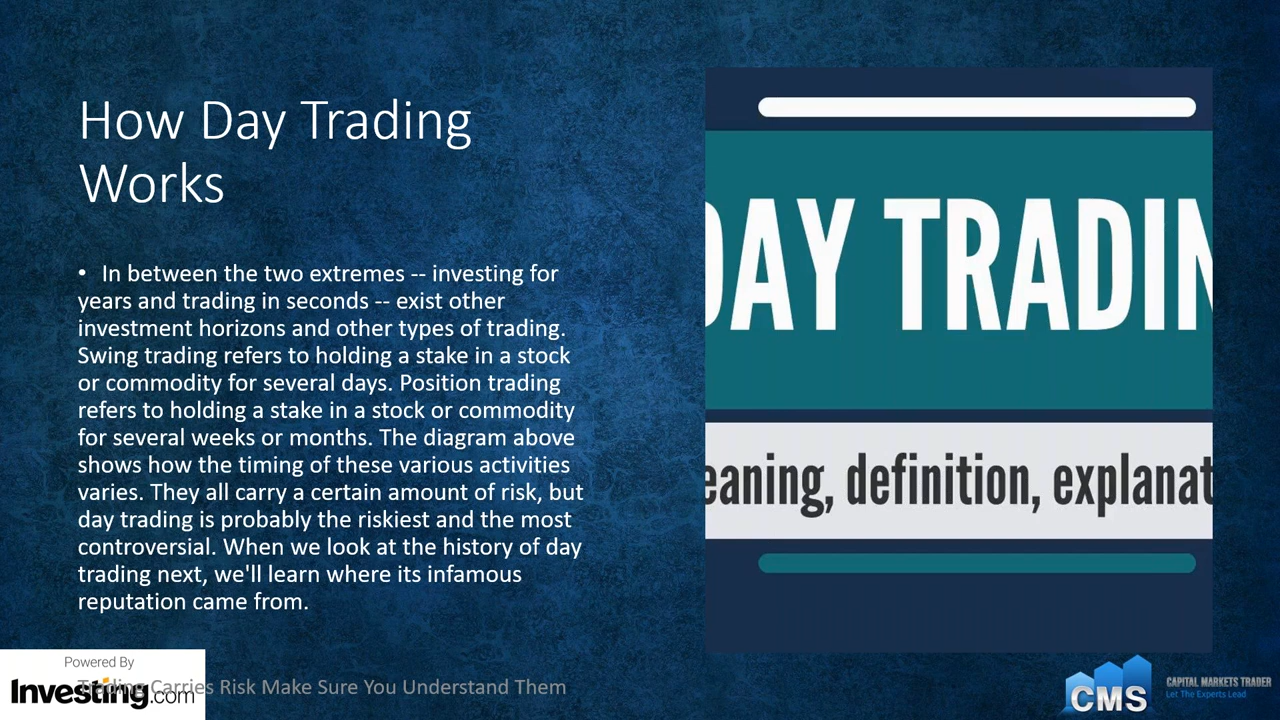 How Day Trading
Works
• In between the two extremes -- investing for
years and trading in seconds -- exist other
investment horizons and other types of trading.
Swing trading refers to holding a stake in a stock
or commodity for several days. Position trading
refers to holding a stake in a stock or commodity
for several weeks or months. The diagram above
shows how the timing of these various activities
varies. They all carry a certain amount of risk, but
day trading is probably the riskiest and the most
controversial. When we look at the history of day
trading next, we'll learn where its infamous
reputation came from.
DAY TRADIN
eaning, definition, explanat
Powered By
Investing.com
Trading Carries Risk Make Sure You Understand Them
CMS
CAPITAL MARKETS TRADER
Let The Experts Lead